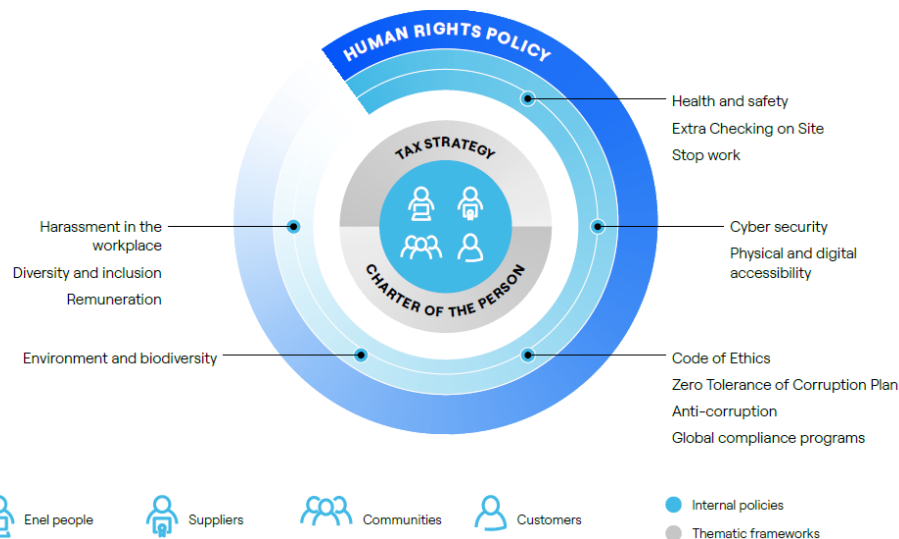 HUMAN RIGHTS POLICY
TAX STRATEGY
CHARTER OF THE PERSON
Health and safety
Extra Checking on Site
Stop work
Cyber security
Physical and digital
accessibility
Code of Ethics
Zero Tolerance of Corruption Plan
Anti-corruption
Global compliance programs
Harassment in the
workplace
Diversity and inclusion
Remuneration
Environment and biodiversity
Enel people
Suppliers
Communities
Customers
Internal policies
Thematic frameworks